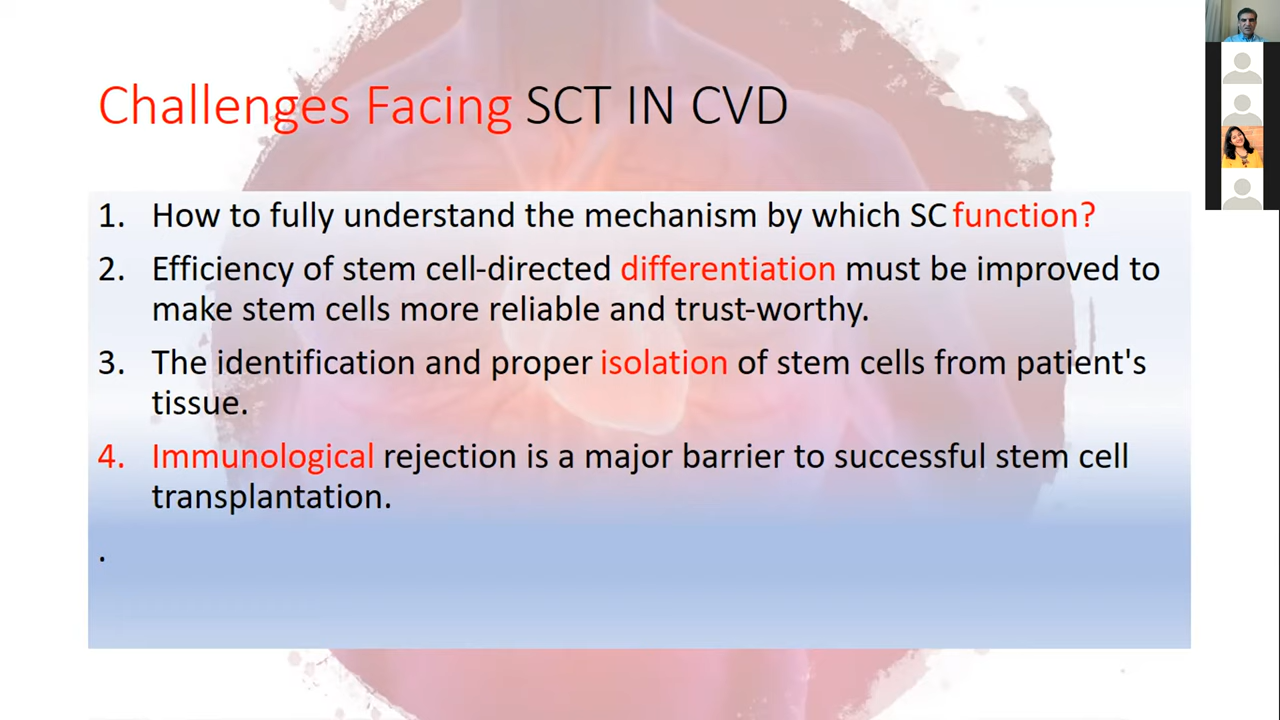 Challenges Facing SCT IN CVD
1. How to fully understand the mechanism by which SC function?
2. Efficiency of stem cell-directed differentiation must be improved to
make stem cells more reliable and trust-worthy.
3. The identification and proper isolation of stem cells from patient's
tissue.
4. Immunological rejection is a major barrier to successful stem cell
transplantation.
.